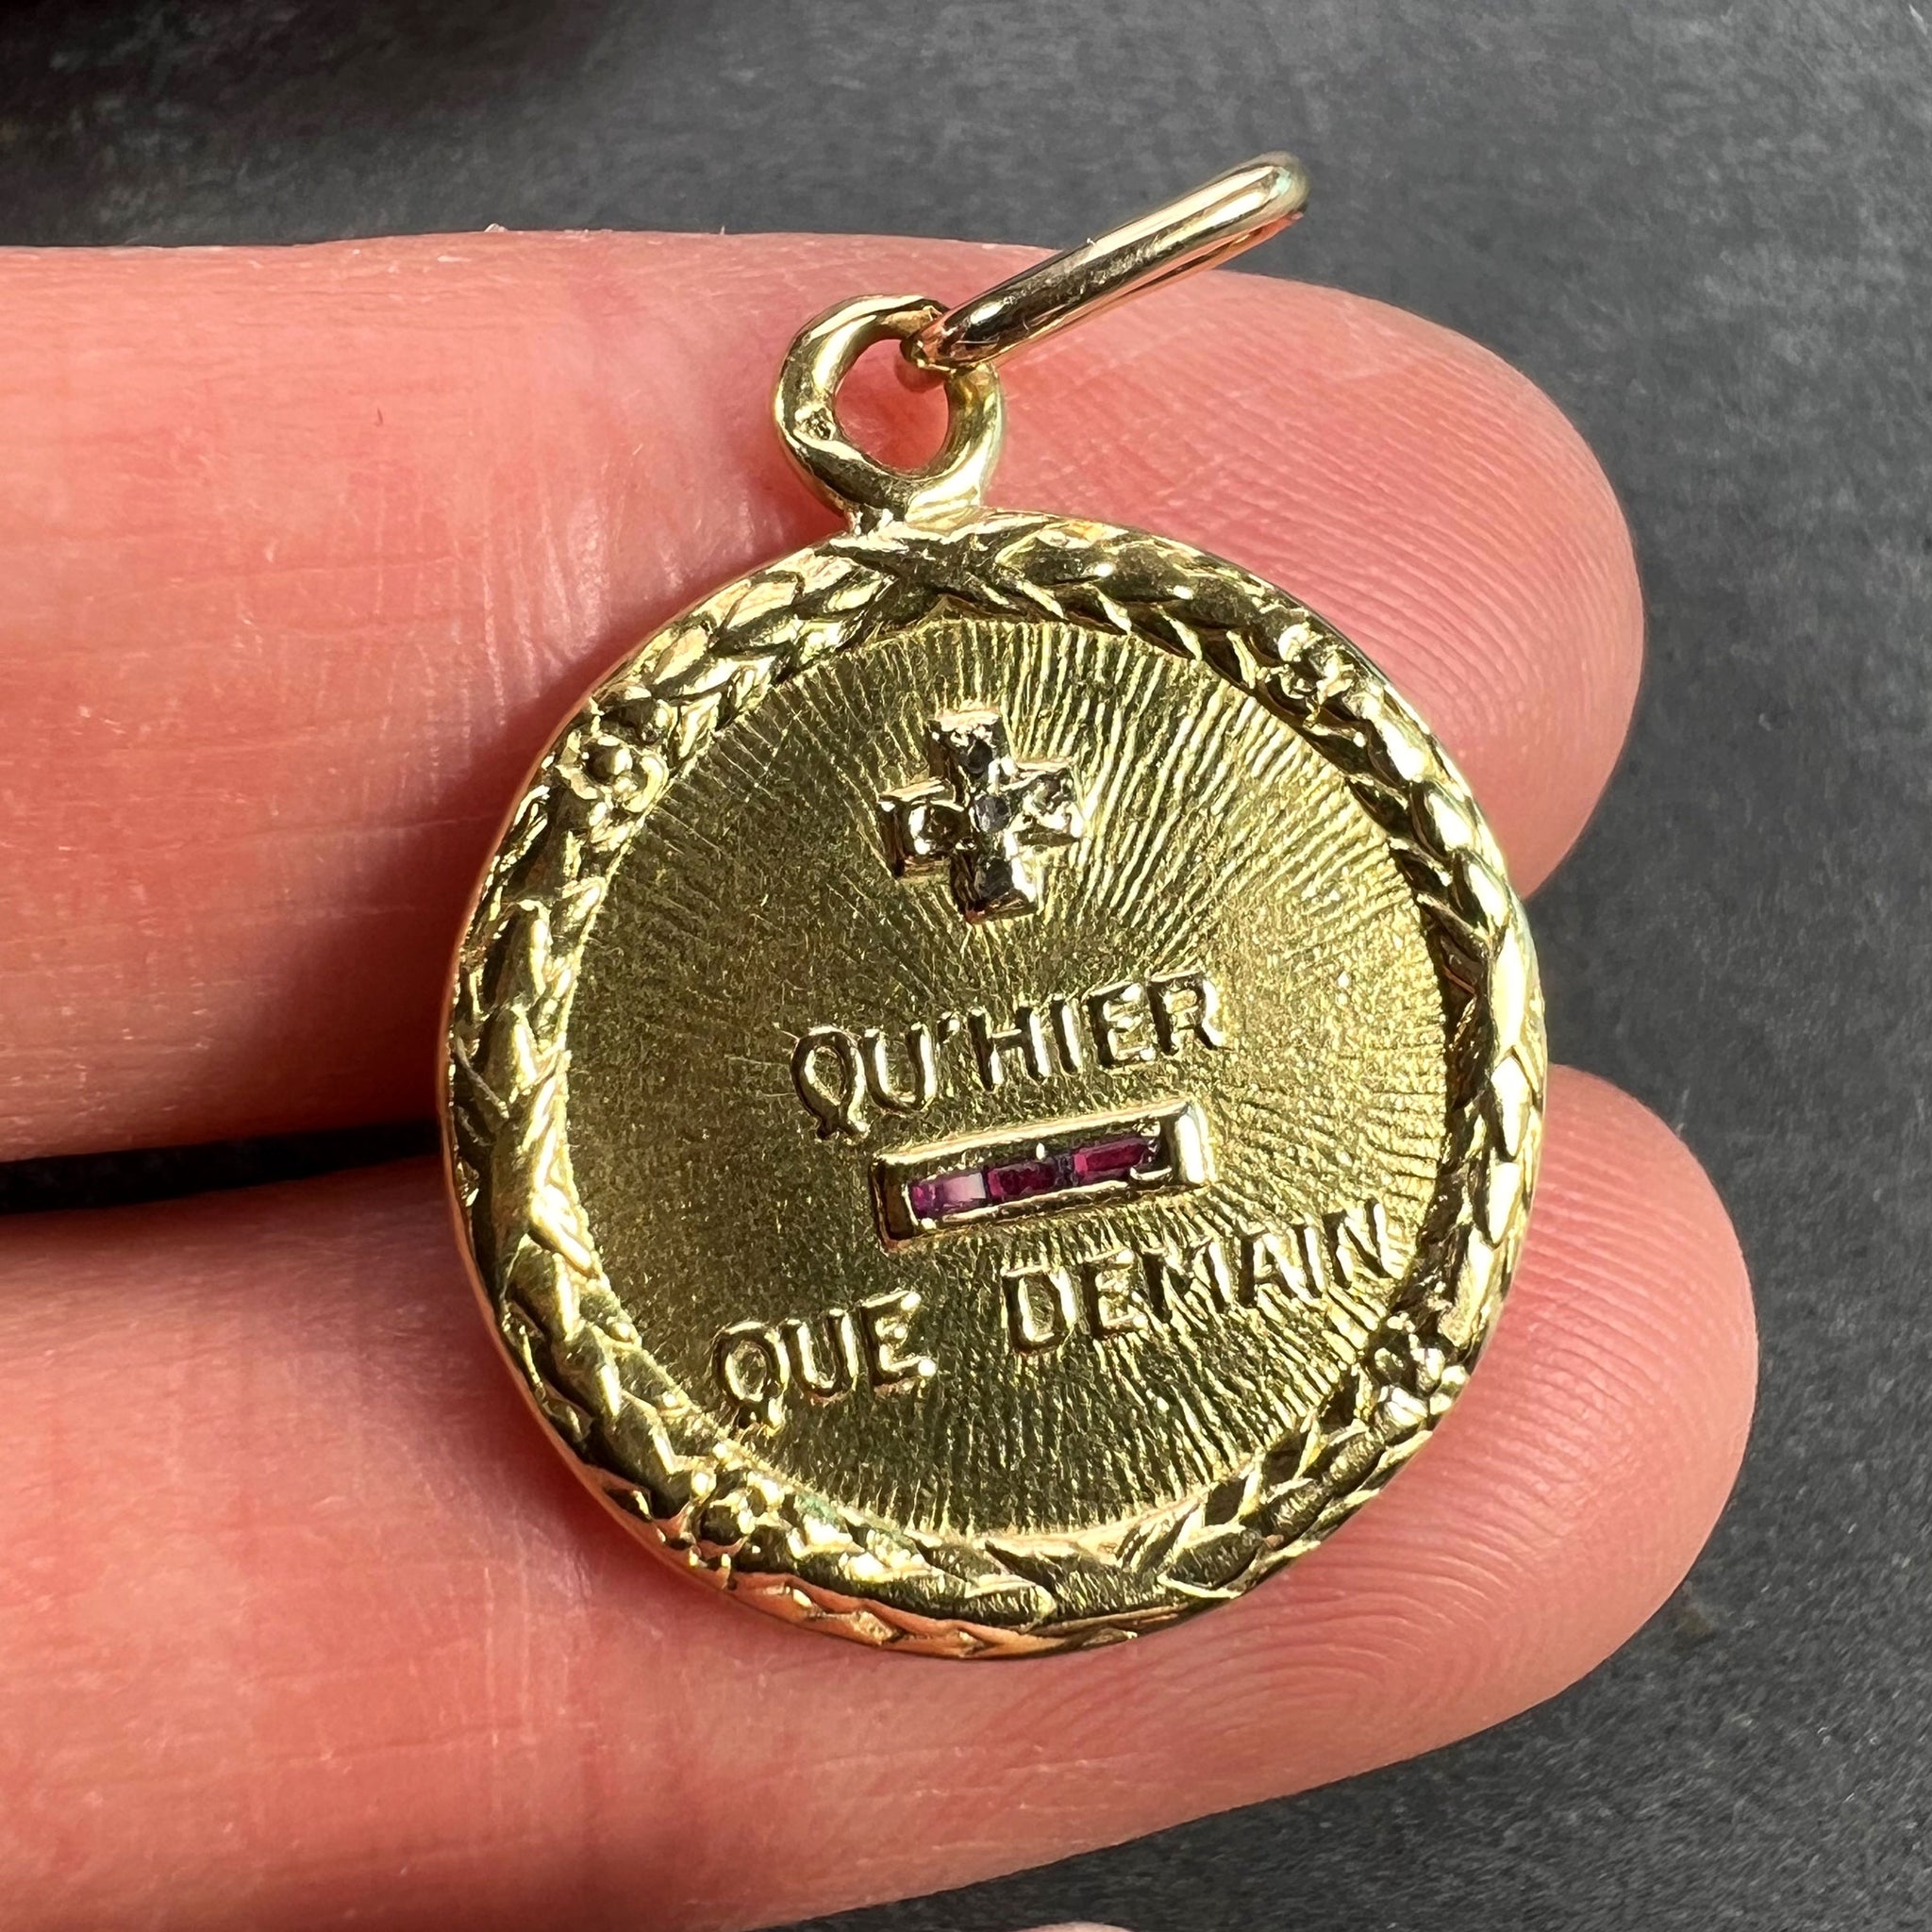 +
QU'HIER
−
QUE DEMAIN